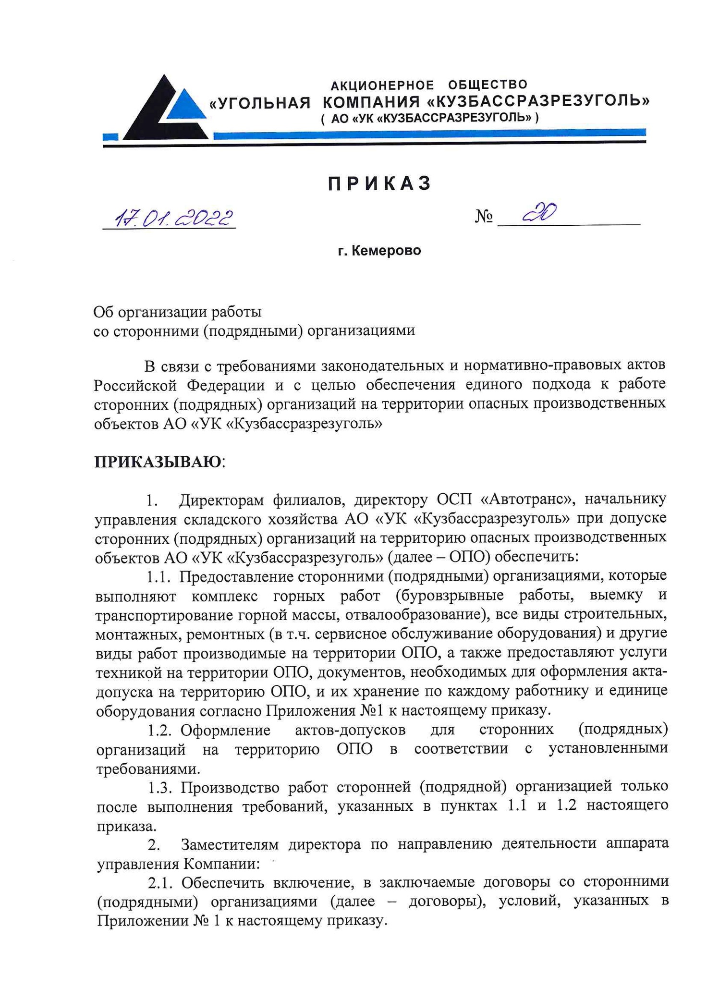 АКЦИОНЕРНОЕ ОБЩЕСТВО
«УГОЛЬНАЯ КОМПАНИЯ «КУЗБАССРАЗРЕЗУГОЛЬ»
( АО «УК «КУЗБАССРАЗРЕЗУГОЛЬ» )
ПРИКАЗ
17.01.2022 № 20
г. Кемерово
Об организации работы
со сторонними (подрядными) организациями
В связи с требованиями законодательных и нормативно-правовых актов
Российской Федерации и с целью обеспечения единого подхода к работе
сторонних (подрядных) организаций на территории опасных производственных
объектов АО «УК «Кузбассразрезуголь»
ПРИКАЗЫВАЮ:
1. Директорам филиалов, директору ОСП «Автотранс», начальнику
управления складского хозяйства АО «УК «Кузбассразрезуголь» при допуске
сторонних (подрядных) организаций на территорию опасных производственных
объектов АО «УК «Кузбассразрезуголь» (далее – ОПО) обеспечить:
1.1. Предоставление сторонними (подрядными) организациями, которые
выполняют комплекс горных работ (буровзрывные работы, выемку и
транспортирование горной массы, отвалообразование), все виды строительных,
монтажных, ремонтных (в т.ч. сервисное обслуживание оборудования) и другие
виды работ производимые на территории ОПО, а также предоставляют услуги
техникой на территории ОПО, документов, необходимых для оформления акта-
допуска на территорию ОПО, и их хранение по каждому работнику и единице
оборудования согласно Приложения №1 к настоящему приказу.
1.2. Оформление актов-допусков для сторонних (подрядных)
организаций на территорию ОПО в соответствии с установленными
требованиями.
1.3. Производство работ сторонней (подрядной) организацией только
после выполнения требований, указанных в пунктах 1.1 и 1.2 настоящего
приказа.
2. Заместителям директора по направлению деятельности аппарата
управления Компании:
2.1. Обеспечить включение, в заключаемые договоры со сторонними
(подрядными) организациями (далее – договоры), условий, указанных в
Приложении № 1 к настоящему приказу.